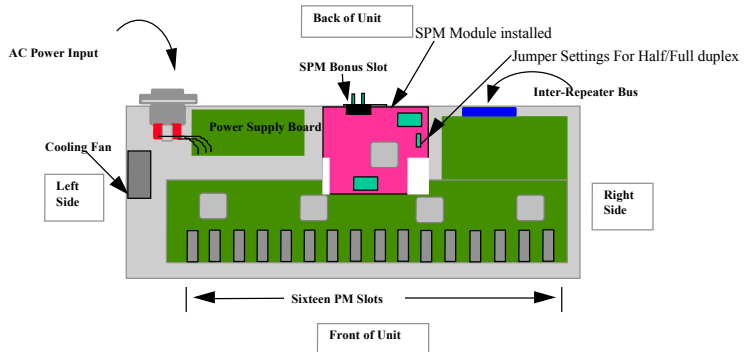 Back of Unit
SPM Module installed
AC Power Input
Jumper Settings For Half/Full duplex
SPM Bonus Slot
Inter-Repeater Bus
Power Supply Board
Cooling Fan
Left
Side
Right
Side
Sixteen PM Slots
Front of Unit